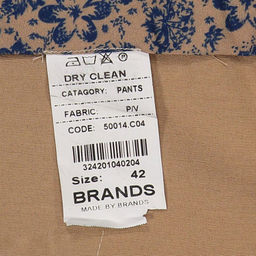 DRY CLEAN
CATAGORY: PANTS
FABRIC P/V
CODE: 50014.C04
324201040204
Size: 42
BRANDS
MADE BY BRANDS